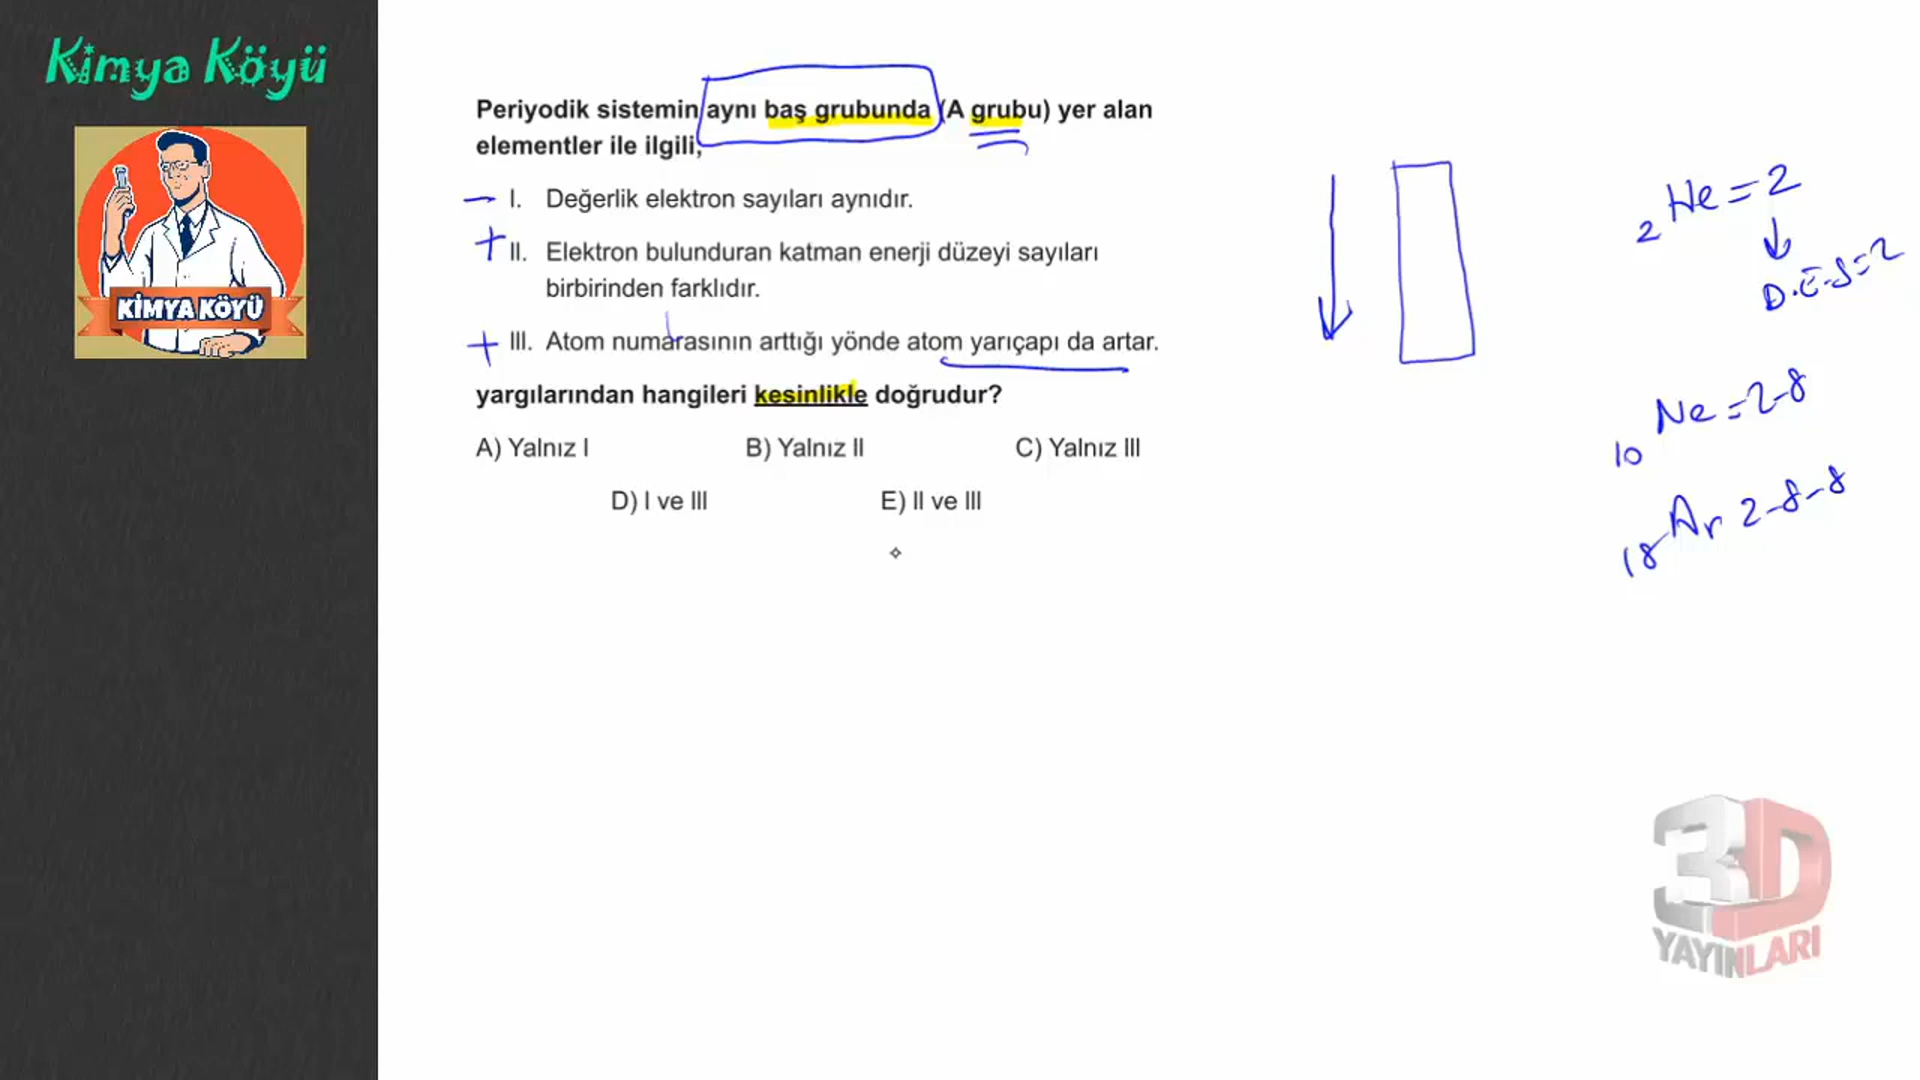 Kimya Köyü
KİMYA KÖYÜ
Periyodik sistemin aynı baş grubunda (A grubu) yer alan
elementler ile ilgili;
– I. Değerlik elektron sayıları aynıdır.
+ II. Elektron bulunduran katman enerji düzeyi sayıları
birbirinden farklıdır.
+ III. Atom numarasının arttığı yönde atom yarıçapı da artar.
yargılarından hangileri kesinlikle doğrudur?
A) Yalnız I B) Yalnız II C) Yalnız III
D) I ve III E) II ve III
2He = 2
D.E.S=2
10Ne = 2-8
18Ar 2-8-8
3D
YAYINLARI